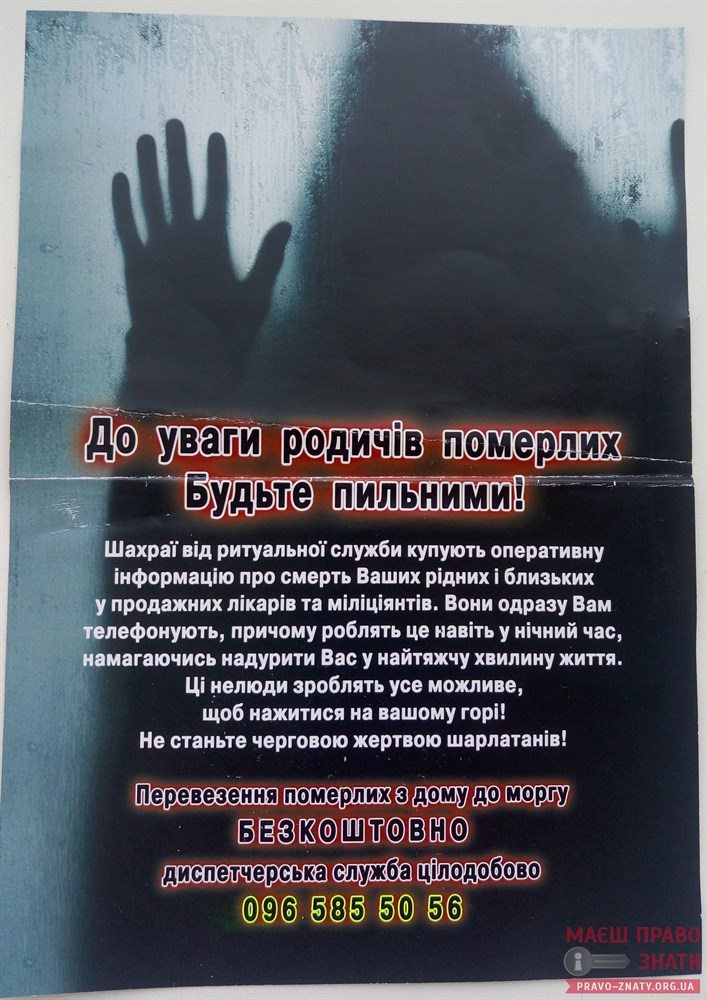 До уваги родичів померлих
Будьте пильними!
Шахраї від ритуальної служби купують оперативну
інформацію про смерть Ваших рідних і близьких
у продажних лікарів та міліціянтів. Вони одразу Вам
телефонують, причому роблять це навіть у нічний час,
намагаючись надурити Вас у найтяжчу хвилину життя.
Ці нелюди зроблять усе можливе,
щоб нажитися на вашому горі!
Не станьте черговою жертвою шарлатанів!
Перевезення померлих з дому до моргу
БЕЗКОШТОВНО
диспетчерська служба цілодобово
096 585 50 56
МАЄШ ПРАВО
ЗНАТИ
PRAVO-ZNATY.ORG.UA